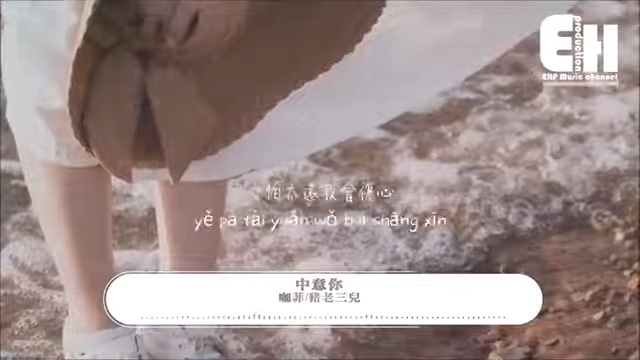 EH
production
EHP Music channel
怕太遠我會傷心
yě pà tài yuǎn wǒ huì shāng xīn
中意你
咖菲/豬老三兒